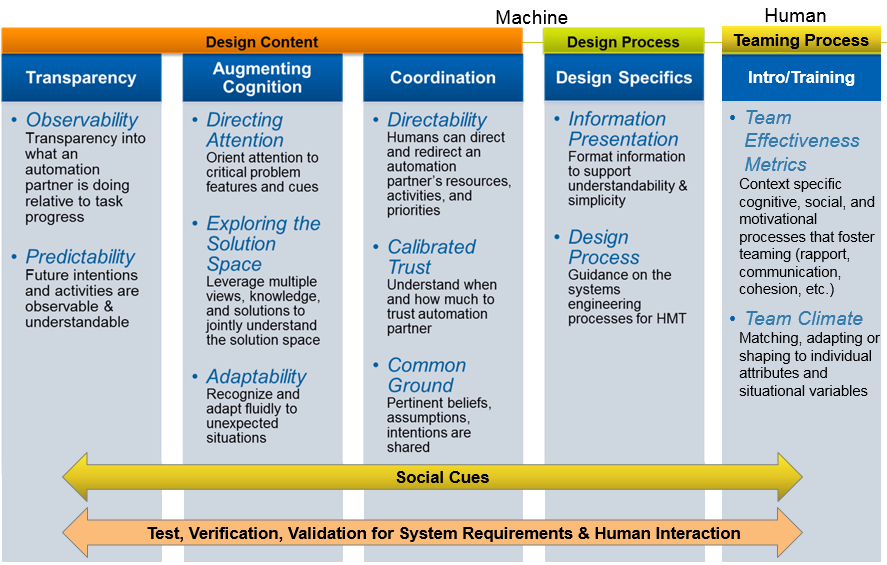 Machine
Human
Design Content
Design Process
Teaming Process
Transparency
• Observability
Transparency into
what an
automation
partner is doing
relative to task
progress
• Predictability
Future intentions
and activities are
observable &
understandable
Augmenting
Cognition
• Directing
Attention
Orient attention to
critical problem
features and cues
• Exploring the
Solution
Space
Leverage multiple
views, knowledge,
and solutions to
jointly understand
the solution space
• Adaptability
Recognize and
adapt fluidly to
unexpected
situations
Coordination
• Directability
Humans can direct
and redirect an
automation
partner's resources,
activities, and
priorities
• Calibrated
Trust
Understand when
and how much to
trust automation
partner
• Common
Ground
Pertinent beliefs,
assumptions,
intentions are
shared
Design Specifics
• Information
Presentation
Format information
to support
understandability &
simplicity
• Design
Process
Guidance on the
systems
engineering
processes for HMT
Intro/Training
• Team
Effectiveness
Metrics
Context specific
cognitive, social, and
motivational
processes that foster
teaming (rapport,
communication,
cohesion, etc.)
• Team Climate
Matching, adapting or
shaping to individual
attributes and
situational variables
Social Cues
Test, Verification, Validation for System Requirements & Human Interaction